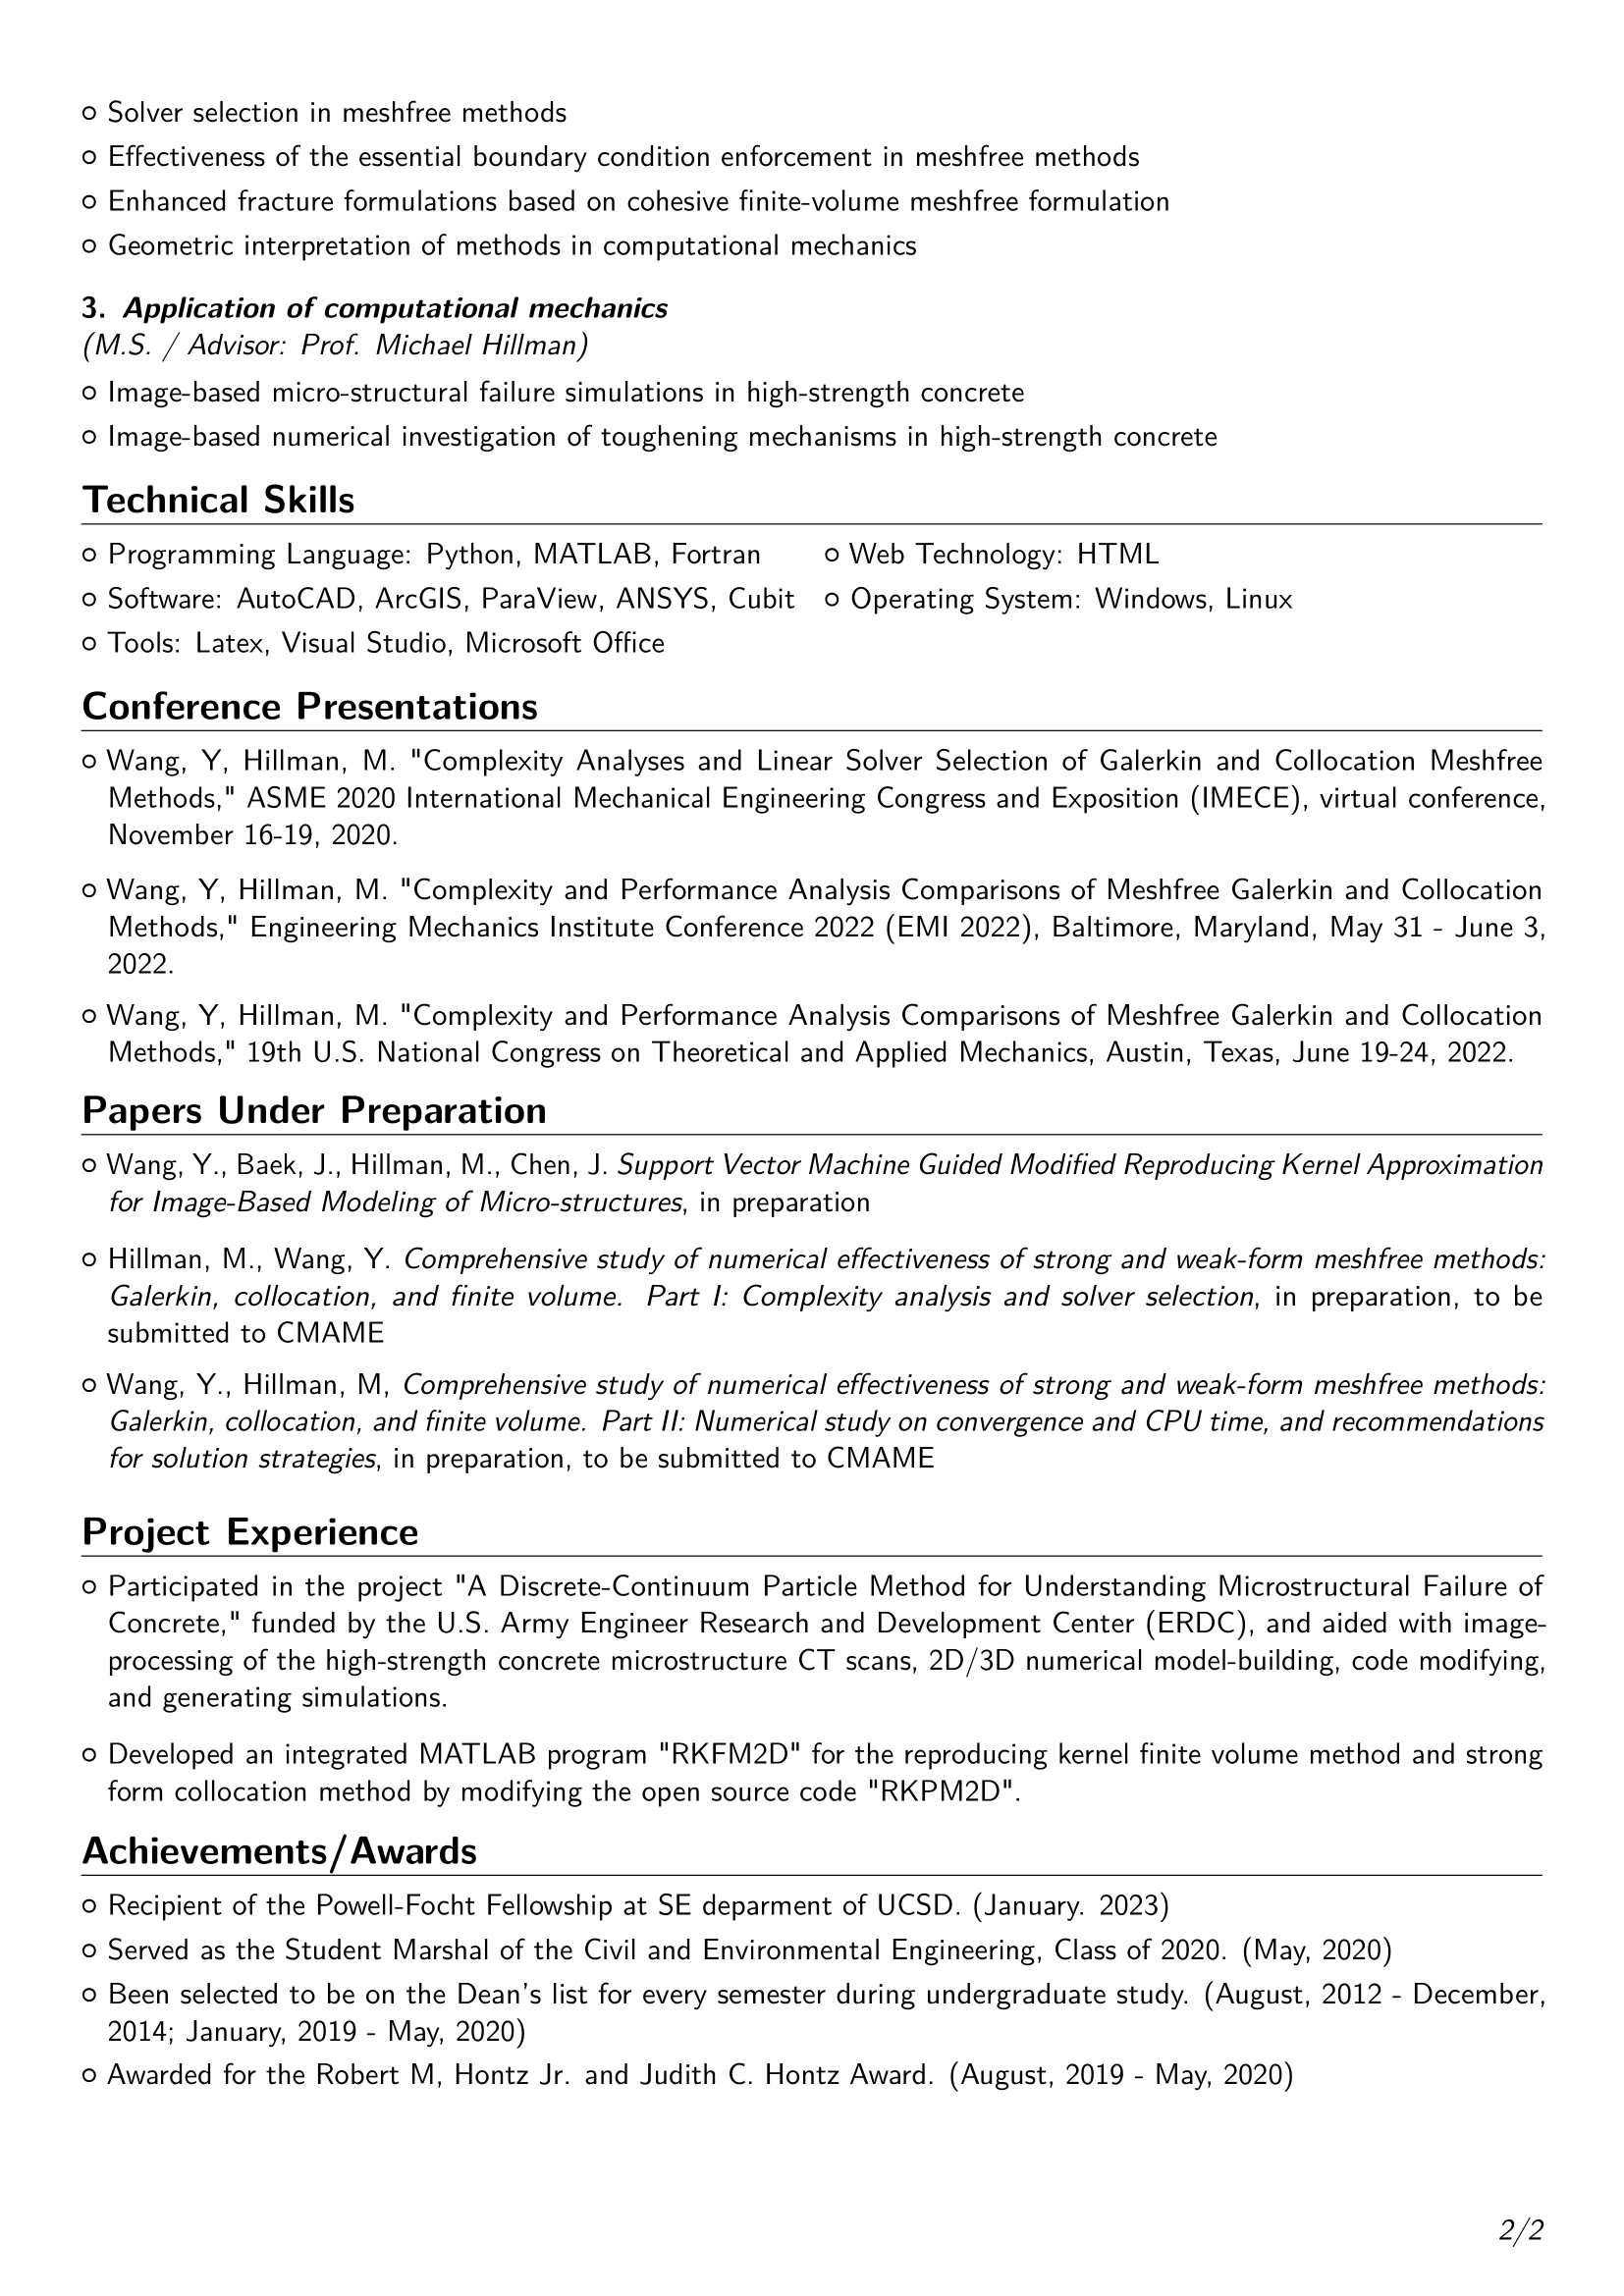 ○ Solver selection in meshfree methods
○ Effectiveness of the essential boundary condition enforcement in meshfree methods
○ Enhanced fracture formulations based on cohesive finite-volume meshfree formulation
○ Geometric interpretation of methods in computational mechanics
3. Application of computational mechanics
(M.S. / Advisor: Prof. Michael Hillman)
○ Image-based micro-structural failure simulations in high-strength concrete
○ Image-based numerical investigation of toughening mechanisms in high-strength concrete
Technical Skills
○ Programming Language: Python, MATLAB, Fortran ○ Web Technology: HTML
○ Software: AutoCAD, ArcGIS, ParaView, ANSYS, Cubit ○ Operating System: Windows, Linux
○ Tools: Latex, Visual Studio, Microsoft Office
Conference Presentations
○ Wang, Y, Hillman, M. "Complexity Analyses and Linear Solver Selection of Galerkin and Collocation Meshfree
Methods," ASME 2020 International Mechanical Engineering Congress and Exposition (IMECE), virtual conference,
November 16-19, 2020.
○ Wang, Y, Hillman, M. "Complexity and Performance Analysis Comparisons of Meshfree Galerkin and Collocation
Methods," Engineering Mechanics Institute Conference 2022 (EMI 2022), Baltimore, Maryland, May 31 - June 3,
2022.
○ Wang, Y, Hillman, M. "Complexity and Performance Analysis Comparisons of Meshfree Galerkin and Collocation
Methods," 19th U.S. National Congress on Theoretical and Applied Mechanics, Austin, Texas, June 19-24, 2022.
Papers Under Preparation
○ Wang, Y., Baek, J., Hillman, M., Chen, J. Support Vector Machine Guided Modified Reproducing Kernel Approximation
for Image-Based Modeling of Micro-structures, in preparation
○ Hillman, M., Wang, Y. Comprehensive study of numerical effectiveness of strong and weak-form meshfree methods:
Galerkin, collocation, and finite volume. Part I: Complexity analysis and solver selection, in preparation, to be
submitted to CMAME
○ Wang, Y., Hillman, M, Comprehensive study of numerical effectiveness of strong and weak-form meshfree methods:
Galerkin, collocation, and finite volume. Part II: Numerical study on convergence and CPU time, and recommendations
for solution strategies, in preparation, to be submitted to CMAME
Project Experience
○ Participated in the project "A Discrete-Continuum Particle Method for Understanding Microstructural Failure of
Concrete," funded by the U.S. Army Engineer Research and Development Center (ERDC), and aided with image-
processing of the high-strength concrete microstructure CT scans, 2D/3D numerical model-building, code modifying,
and generating simulations.
○ Developed an integrated MATLAB program "RKFM2D" for the reproducing kernel finite volume method and strong
form collocation method by modifying the open source code "RKPM2D".
Achievements/Awards
○ Recipient of the Powell-Focht Fellowship at SE deparment of UCSD. (January. 2023)
○ Served as the Student Marshal of the Civil and Environmental Engineering, Class of 2020. (May, 2020)
○ Been selected to be on the Dean's list for every semester during undergraduate study. (August, 2012 - December,
2014; January, 2019 - May, 2020)
○ Awarded for the Robert M, Hontz Jr. and Judith C. Hontz Award. (August, 2019 - May, 2020)
2/2